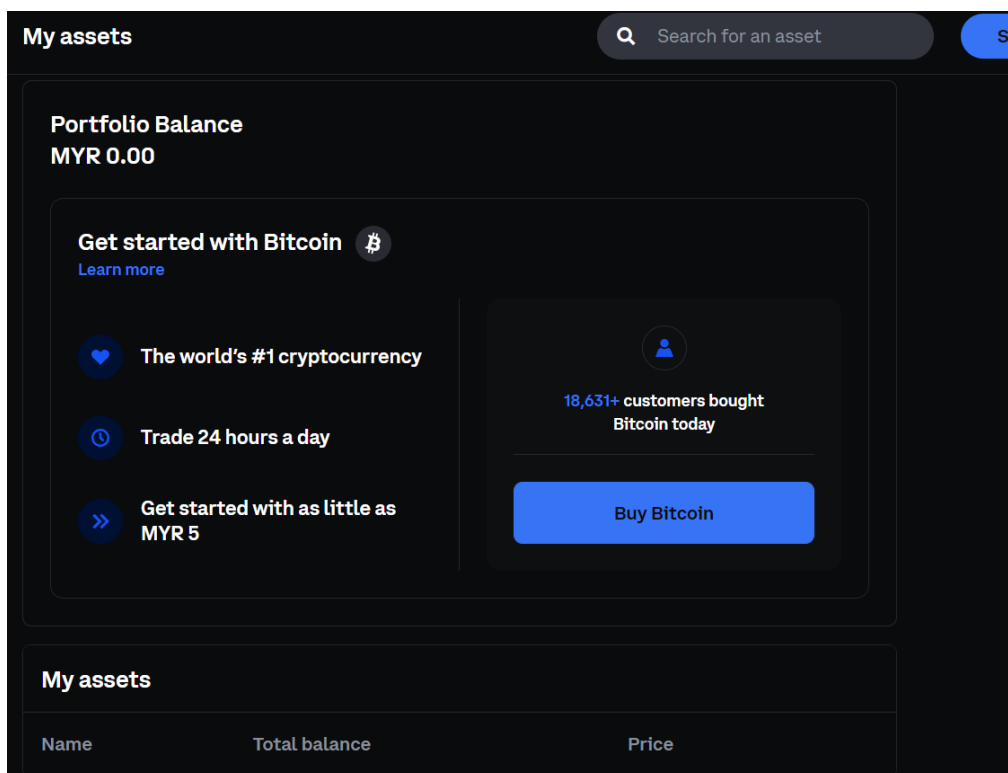 My assets
Search for an asset
S
Portfolio Balance
MYR 0.00
Get started with Bitcoin
Learn more
The world's #1 cryptocurrency
Trade 24 hours a day
Get started with as little as
MYR 5
18,631+ customers bought
Bitcoin today
Buy Bitcoin
My assets
Name Total balance Price